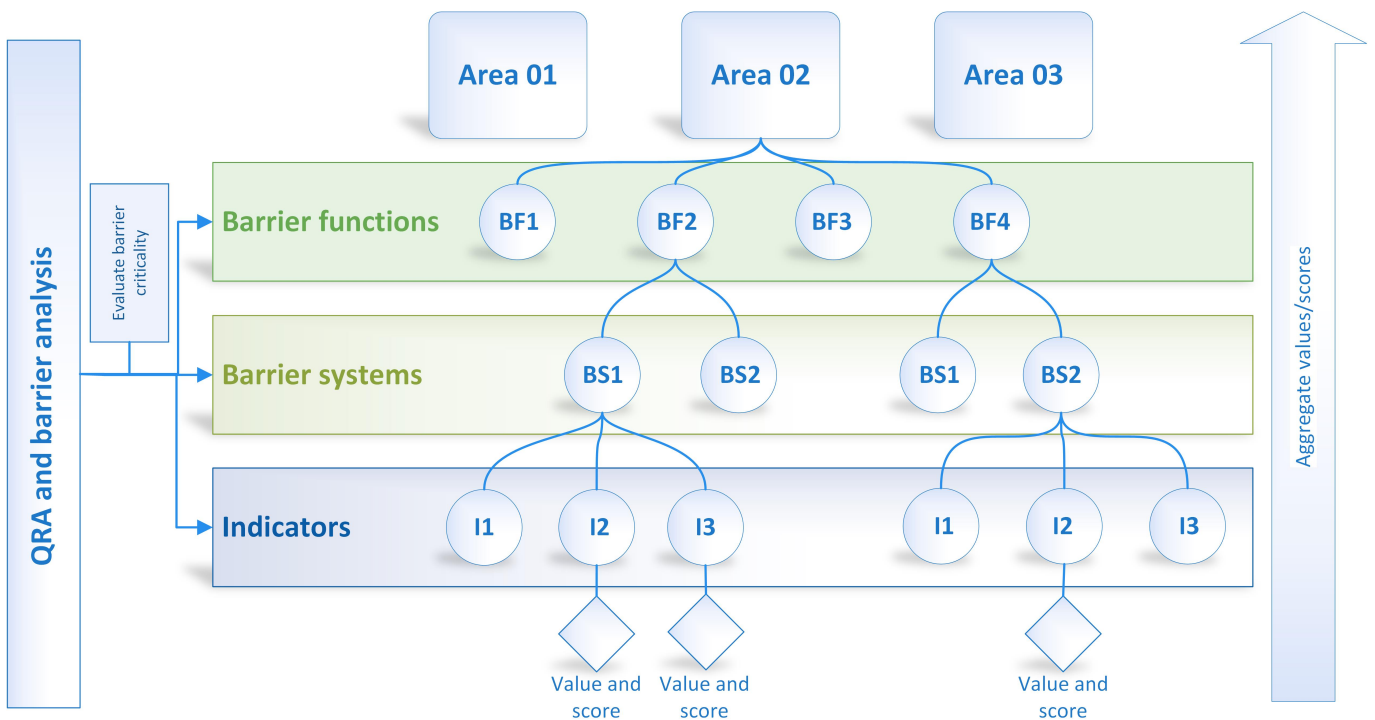 Area 01
Area 02
Area 03
QRA and barrier analysis
Evaluate barrier
criticality
Barrier functions
BF1
BF2
BF3
BF4
Barrier systems
BS1
BS2
BS1
BS2
Indicators
I1
I2
I3
I1
I2
I3
Value and
score
Value and
score
Value and
score
Aggregate values/scores